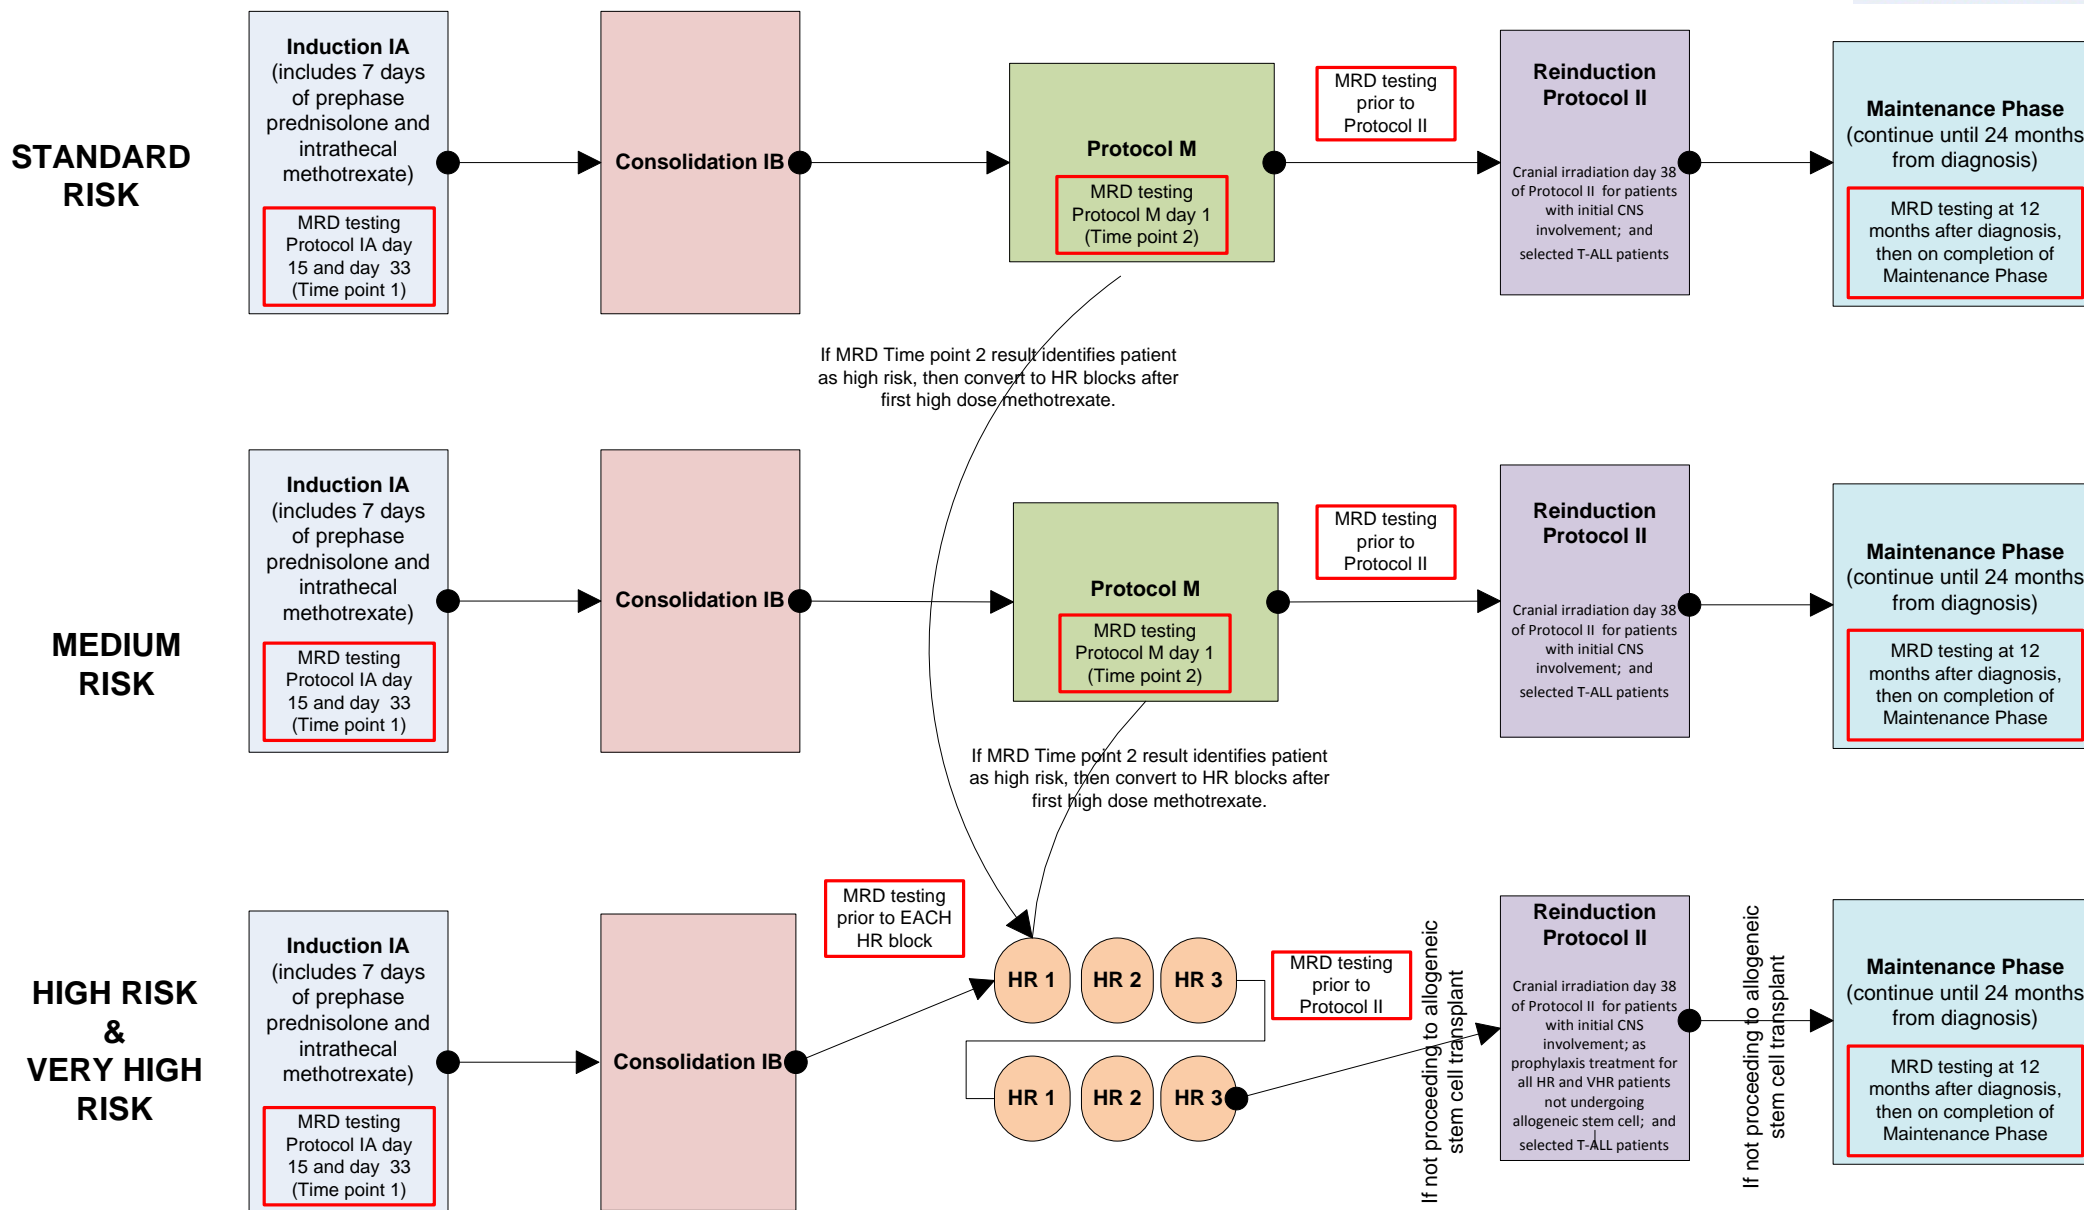 STANDARD
RISK
Induction IA
(includes 7 days
of prephase
prednisolone and
intrathecal
methotrexate)
MRD testing
Protocol IA day
15 and day 33
(Time point 1)
Consolidation IB
Protocol M
MRD testing
Protocol M day 1
(Time point 2)
MRD testing
prior to
Protocol II
Reinduction
Protocol II
Cranial irradiation day 38
of Protocol II for patients
with initial CNS
involvement; and
selected T-ALL patients
Maintenance Phase
(continue until 24 months
from diagnosis)
MRD testing at 12
months after diagnosis,
then on completion of
Maintenance Phase
If MRD Time point 2 result identifies patient
as high risk, then convert to HR blocks after
first high dose methotrexate.
MEDIUM
RISK
Induction IA
(includes 7 days
of prephase
prednisolone and
intrathecal
methotrexate)
MRD testing
Protocol IA day
15 and day 33
(Time point 1)
Consolidation IB
Protocol M
MRD testing
Protocol M day 1
(Time point 2)
MRD testing
prior to
Protocol II
Reinduction
Protocol II
Cranial irradiation day 38
of Protocol II for patients
with initial CNS
involvement; and
selected T-ALL patients
Maintenance Phase
(continue until 24 months
from diagnosis)
MRD testing at 12
months after diagnosis,
then on completion of
Maintenance Phase
If MRD Time point 2 result identifies patient
as high risk, then convert to HR blocks after
first high dose methotrexate.
HIGH RISK
&
VERY HIGH
RISK
Induction IA
(includes 7 days
of prephase
prednisolone and
intrathecal
methotrexate)
MRD testing
Protocol IA day
15 and day 33
(Time point 1)
Consolidation IB
MRD testing
prior to EACH
HR block
HR 1
HR 2
HR 3
MRD testing
prior to
Protocol II
HR 1
HR 2
HR 3
If not proceeding to allogeneic
stem cell transplant
Reinduction
Protocol II
Cranial irradiation day 38
of Protocol II for patients
with initial CNS
involvement; as
prophylaxis treatment for
all HR and VHR patients
not undergoing
allogeneic stem cell; and
selected T-ALL patients
If not proceeding to allogeneic
stem cell transplant
Maintenance Phase
(continue until 24 months
from diagnosis)
MRD testing at 12
months after diagnosis,
then on completion of
Maintenance Phase